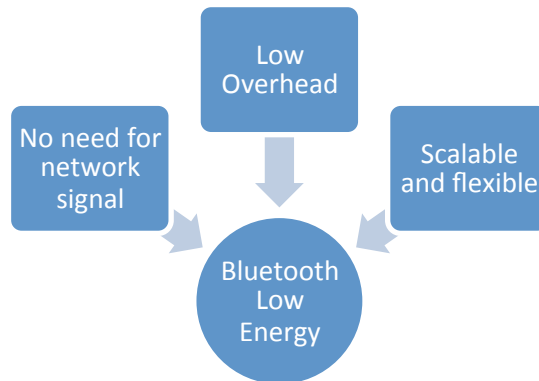 Low
Overhead
No need for
network
signal
Scalable
and flexible
Bluetooth
Low
Energy